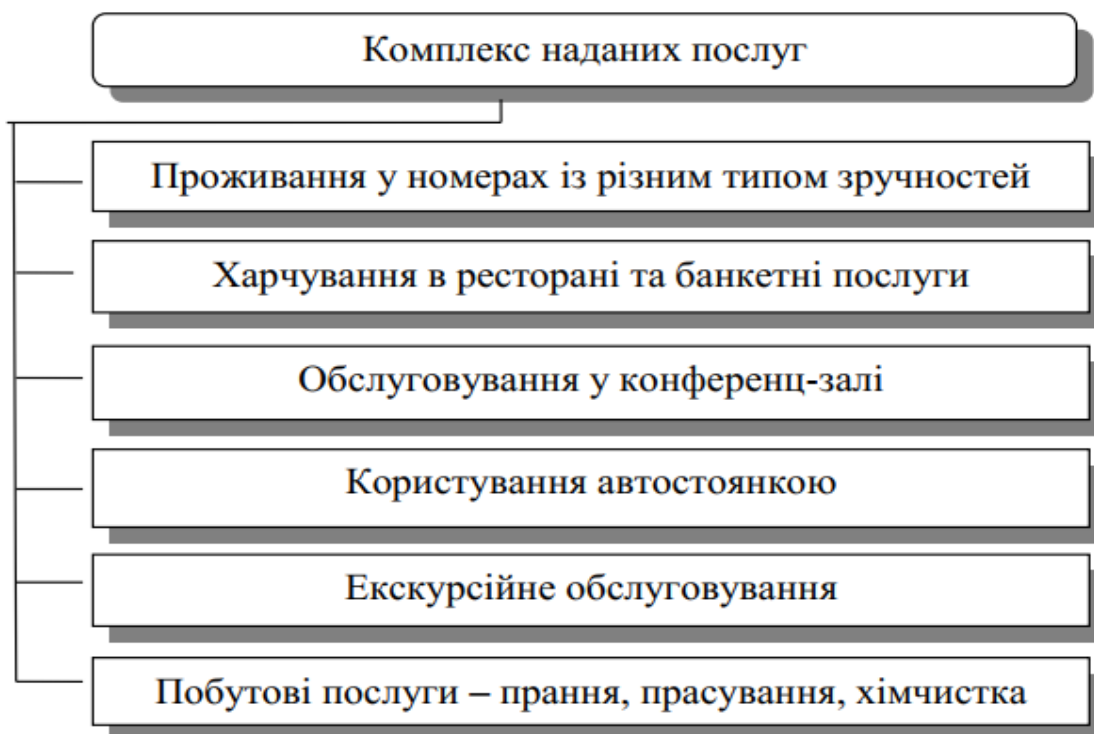 Комплекс наданих послуг
Проживання у номерах із різним типом зручностей
Харчування в ресторані та банкетні послуги
Обслуговування у конференц-залі
Користування автостоянкою
Екскурсійне обслуговування
Побутові послуги – прання, прасування, хімчистка